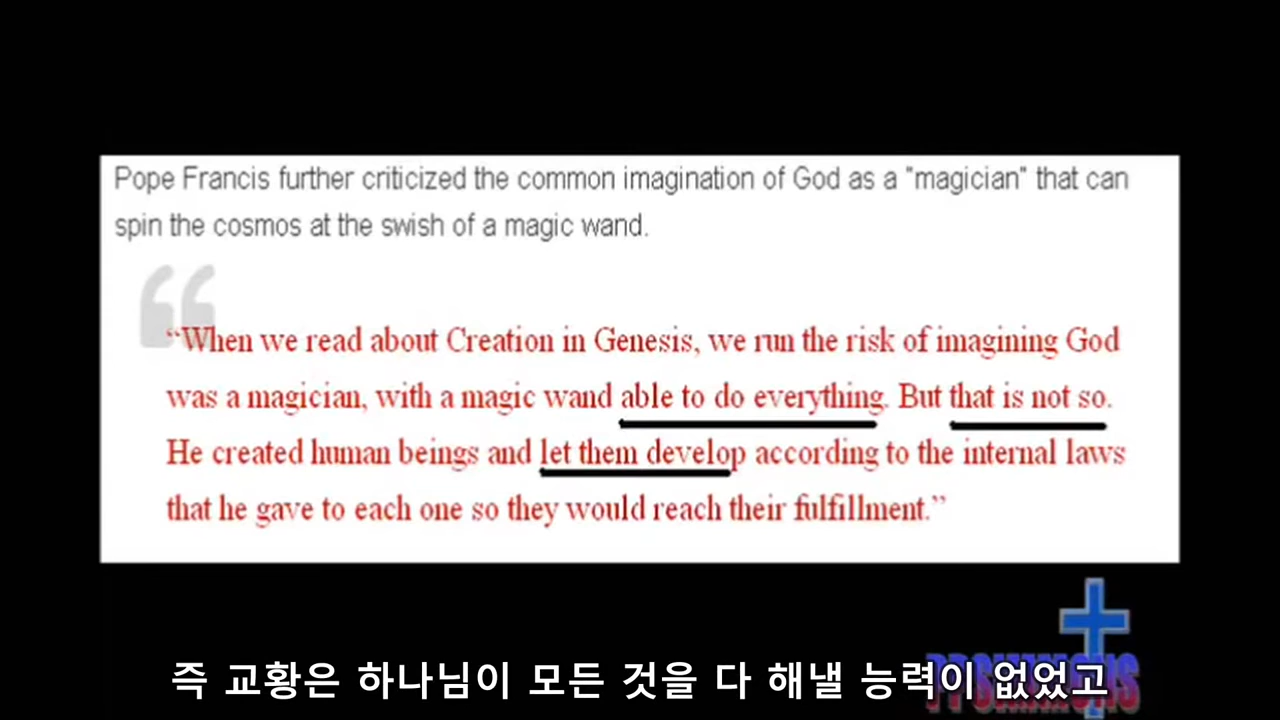 Pope Francis further criticized the common imagination of God as a "magician" that can
spin the cosmos at the swish of a magic wand.
“When we read about Creation in Genesis, we run the risk of imagining God
was a magician, with a magic wand able to do everything. But that is not so.
He created human beings and let them develop according to the internal laws
that he gave to each one so they would reach their fulfillment.”
즉 교황은 하나님이 모든 것을 다 해낼 능력이 없었고